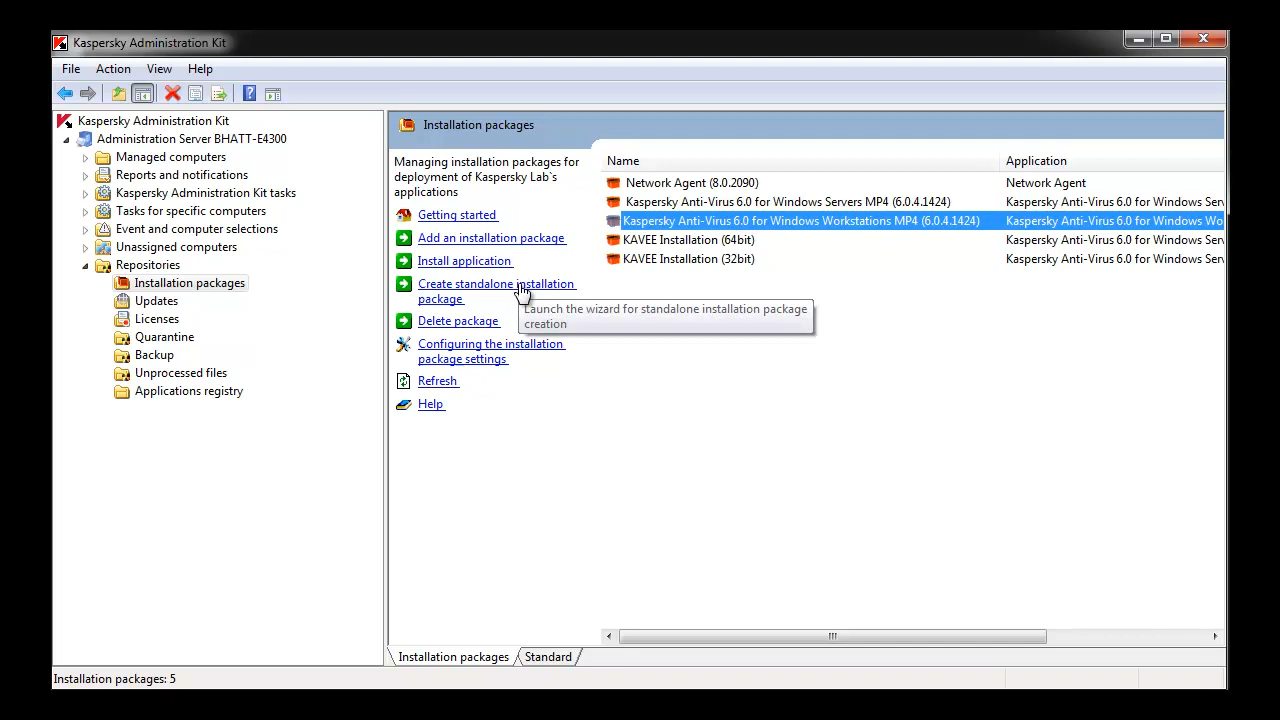 Kaspersky Administration Kit
File Action View Help
Kaspersky Administration Kit
Administration Server BHATT-E4300
Managed computers
Reports and notifications
Kaspersky Administration Kit tasks
Tasks for specific computers
Event and computer selections
Unassigned computers
Repositories
Installation packages
Updates
Licenses
Quarantine
Backup
Unprocessed files
Applications registry
Installation packages
Managing installation packages for
deployment of Kaspersky Lab`s
applications
Getting started
Add an installation package
Install application
Create standalone installation
package
Launch the wizard for standalone installation package
creation
Delete package
Configuring the installation
package settings
Refresh
Help
Name Application
Network Agent (8.0.2090) Network Agent
Kaspersky Anti-Virus 6.0 for Windows Servers MP4 (6.0.4.1424) Kaspersky Anti-Virus 6.0 for Windows Ser
Kaspersky Anti-Virus 6.0 for Windows Workstations MP4 (6.0.4.1424) Kaspersky Anti-Virus 6.0 for Windows Wo
KAVEE Installation (64bit) Kaspersky Anti-Virus 6.0 for Windows Ser
KAVEE Installation (32bit) Kaspersky Anti-Virus 6.0 for Windows Ser
Installation packages Standard
Installation packages: 5